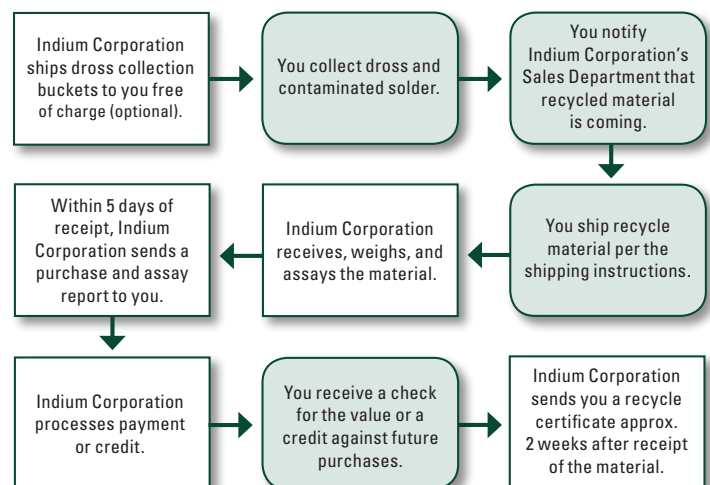 Indium Corporation
ships dross collection
buckets to you free
of charge (optional).
You collect dross and
contaminated solder.
You notify
Indium Corporation’s
Sales Department that
recycled material
is coming.
You ship recycle
material per the
shipping instructions.
Indium Corporation
receives, weighs, and
assays the material.
Within 5 days of
receipt, Indium
Corporation sends a
purchase and assay
report to you.
Indium Corporation
processes payment
or credit.
You receive a check
for the value or a
credit against future
purchases.
Indium Corporation
sends you a recycle
certificate approx.
2 weeks after receipt
of the material.